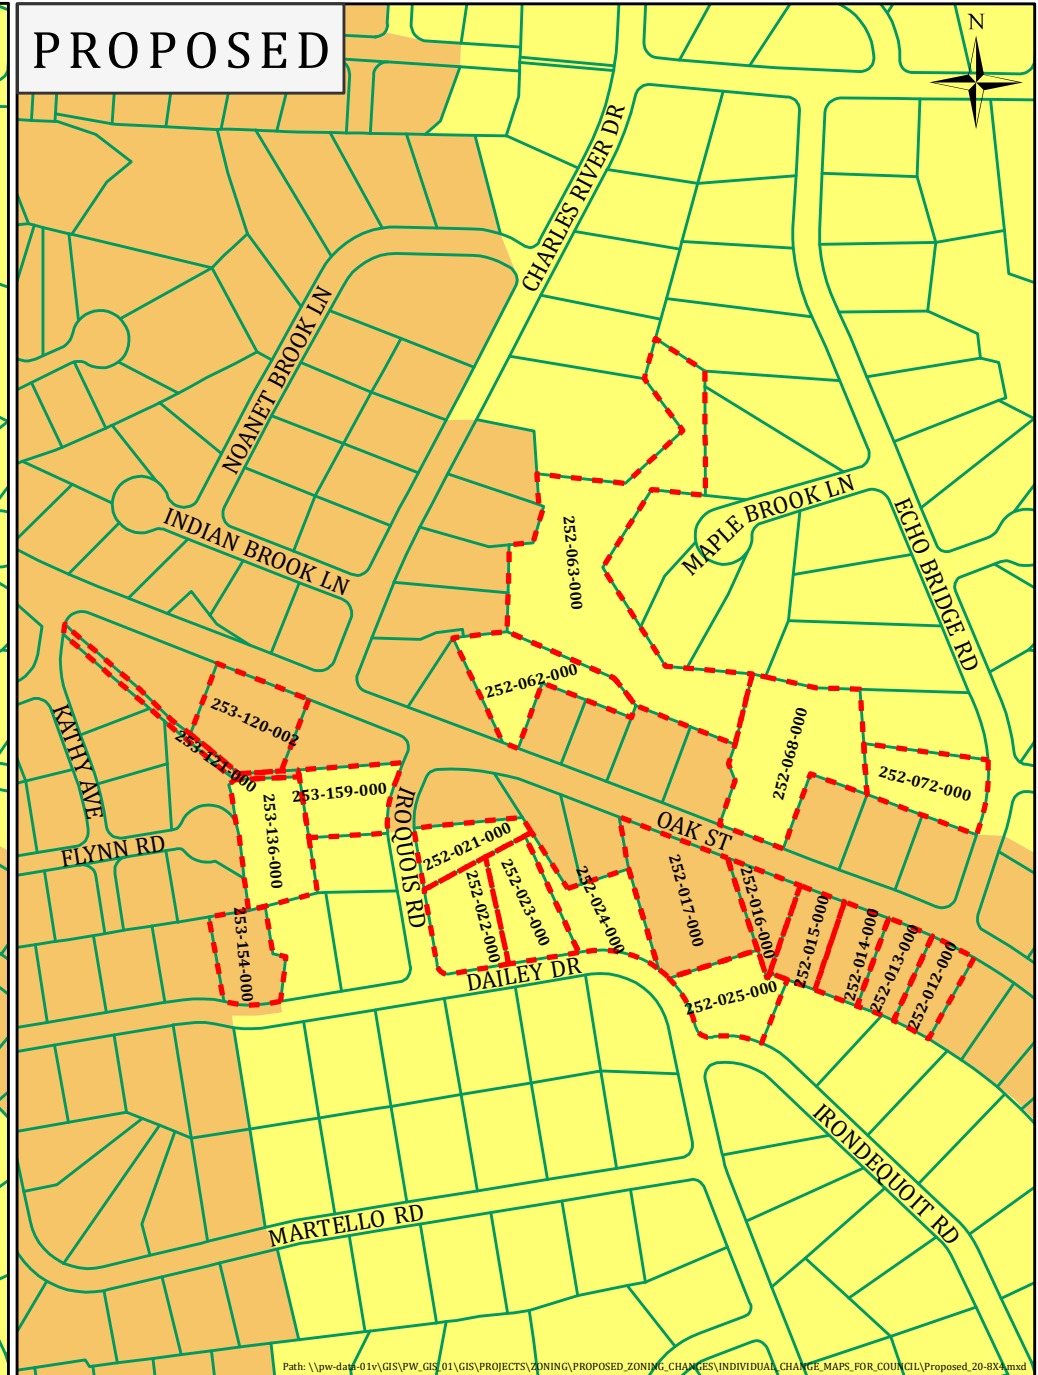 PROPOSED
N
CHARLES RIVER DR
NOANET BROOK LN
INDIAN BROOK LN
MAPLE BROOK LN
ECHO BRIDGE RD
252-063-000
252-062-000
253-120-002
253-121-000
KATHY AVE
252-068-000
252-072-000
253-159-000
253-136-000
IROQUOIS RD
OAK ST
FLYNN RD
252-021-000
252-022-000
252-023-000
252-024-000
252-017-000
252-016-000
252-015-000
252-014-000
252-013-000
252-012-000
253-154-000
DAILEY DR
252-025-000
IRONDEQUOIT RD
MARTELLO RD
Path: \\pw-data-01v\GIS\PW_GIS_01\GIS\PROJECTS\ZONING\PROPOSED_ZONING_CHANGES\INDIVIDUAL_CHANGE_MAPS_FOR_COUNCIL\Proposed_20-8X4.mxd